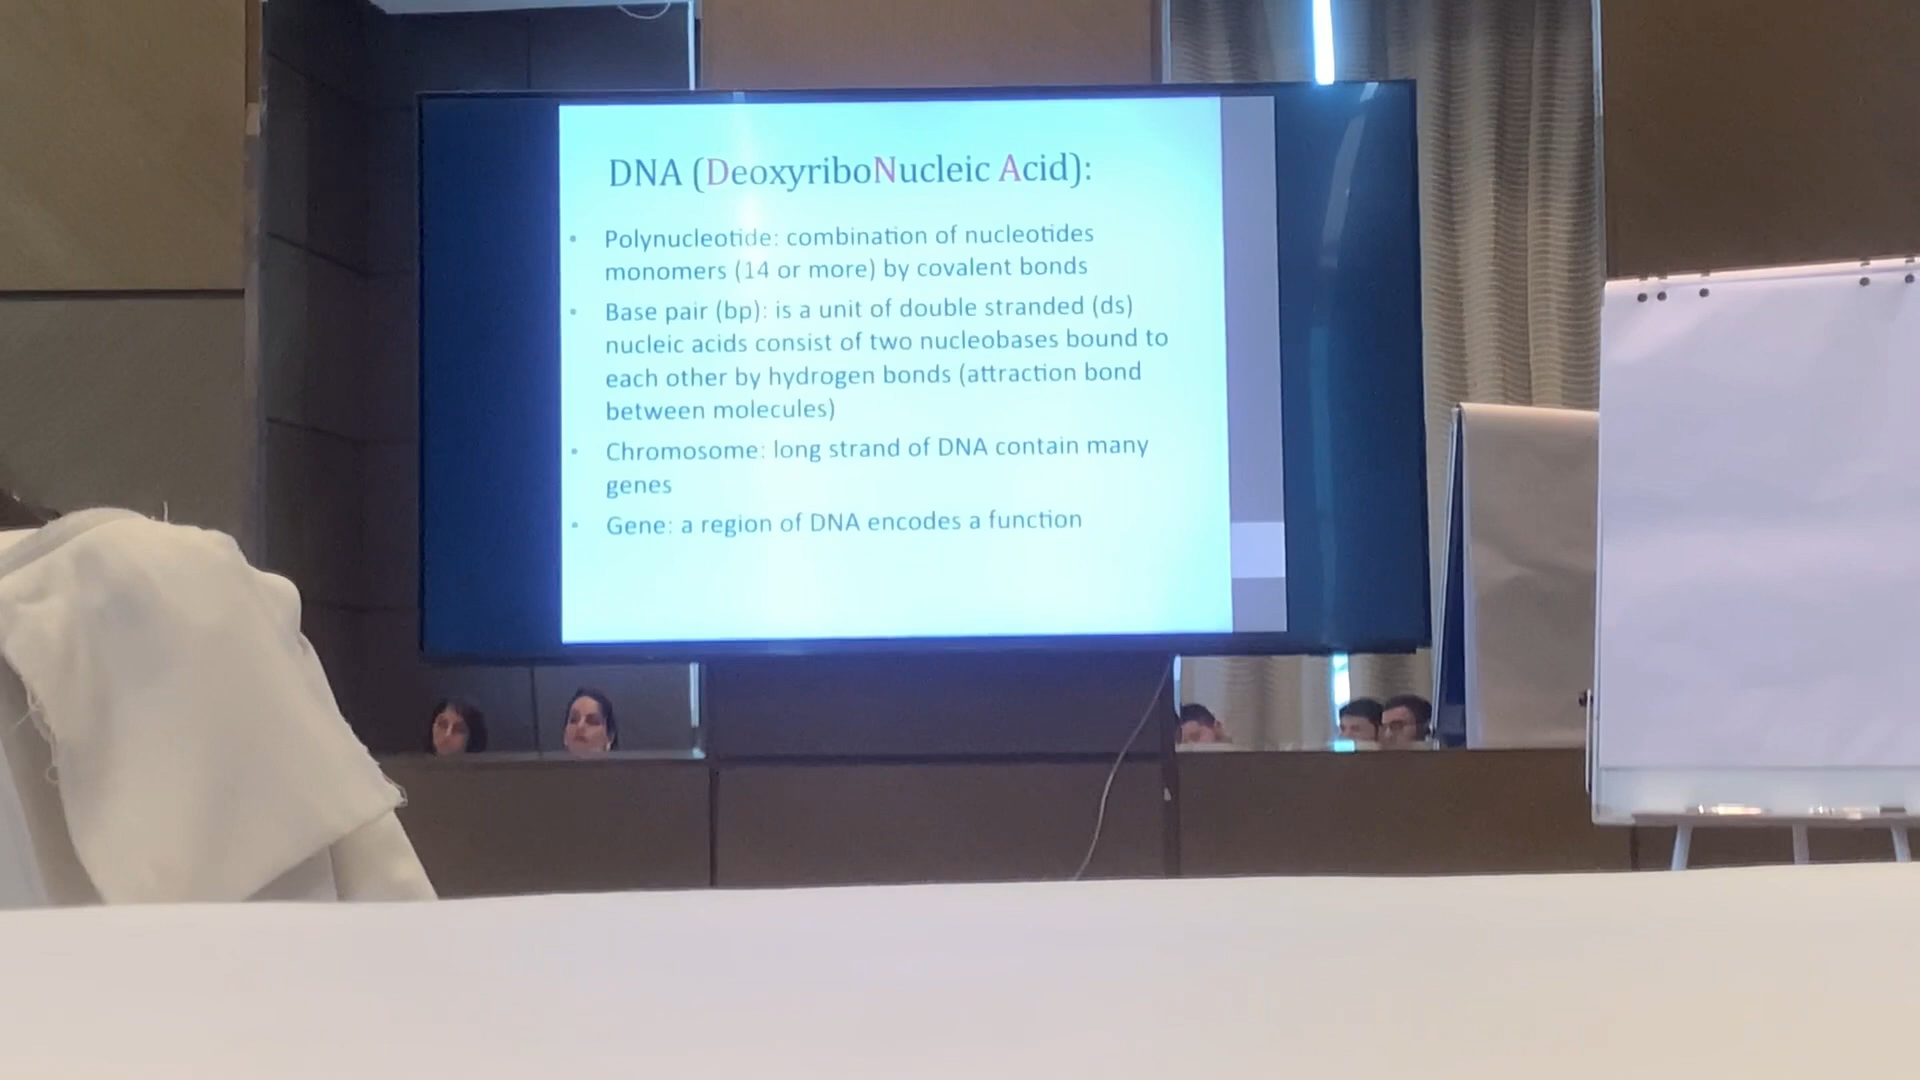 DNA (DeoxyriboNucleic Acid):
• Polynucleotide: combination of nucleotides
monomers (14 or more) by covalent bonds
• Base pair (bp): is a unit of double stranded (ds)
nucleic acids consist of two nucleobases bound to
each other by hydrogen bonds (attraction bond
between molecules)
• Chromosome: long strand of DNA contain many
genes
• Gene: a region of DNA encodes a function